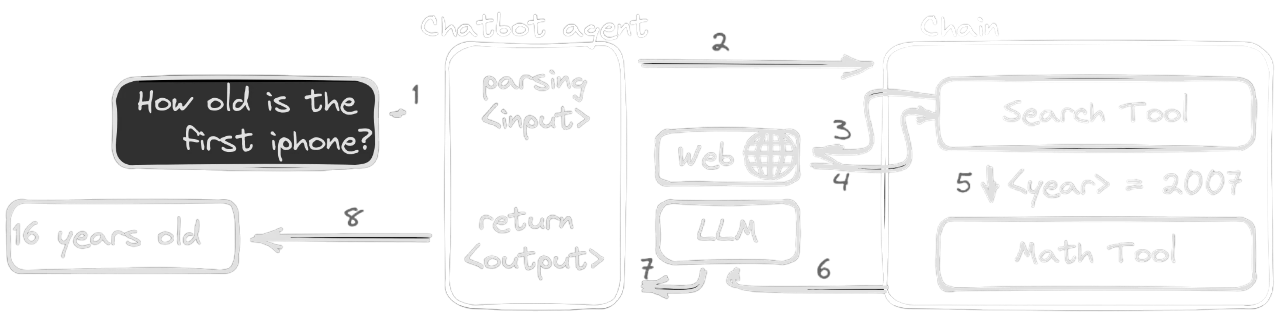 Chatbot agent
Chain
2
How old is the
first iphone?
1
parsing
<input>
Search Tool
3
Web
4
5
<year> = 2007
16 years old
8
return
<output>
LLM
Math Tool
7
6